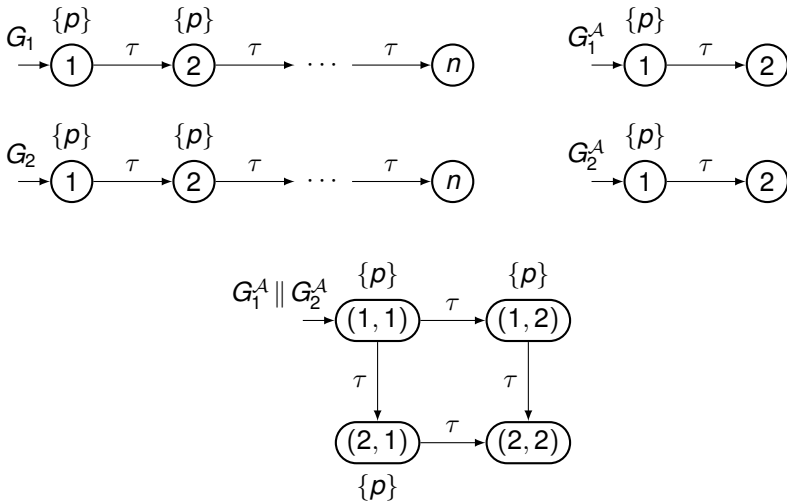 {p} {p} {p}
G₁ τ τ τ G₁^𝒜 τ
1 2 ··· n 1 2
{p} {p} {p}
G₂ τ τ τ G₂^𝒜 τ
1 2 ··· n 1 2
{p} {p}
G₁^𝒜 ∥ G₂^𝒜 τ
(1, 1) (1, 2)
τ τ
τ
(2, 1) (2, 2)
{p}